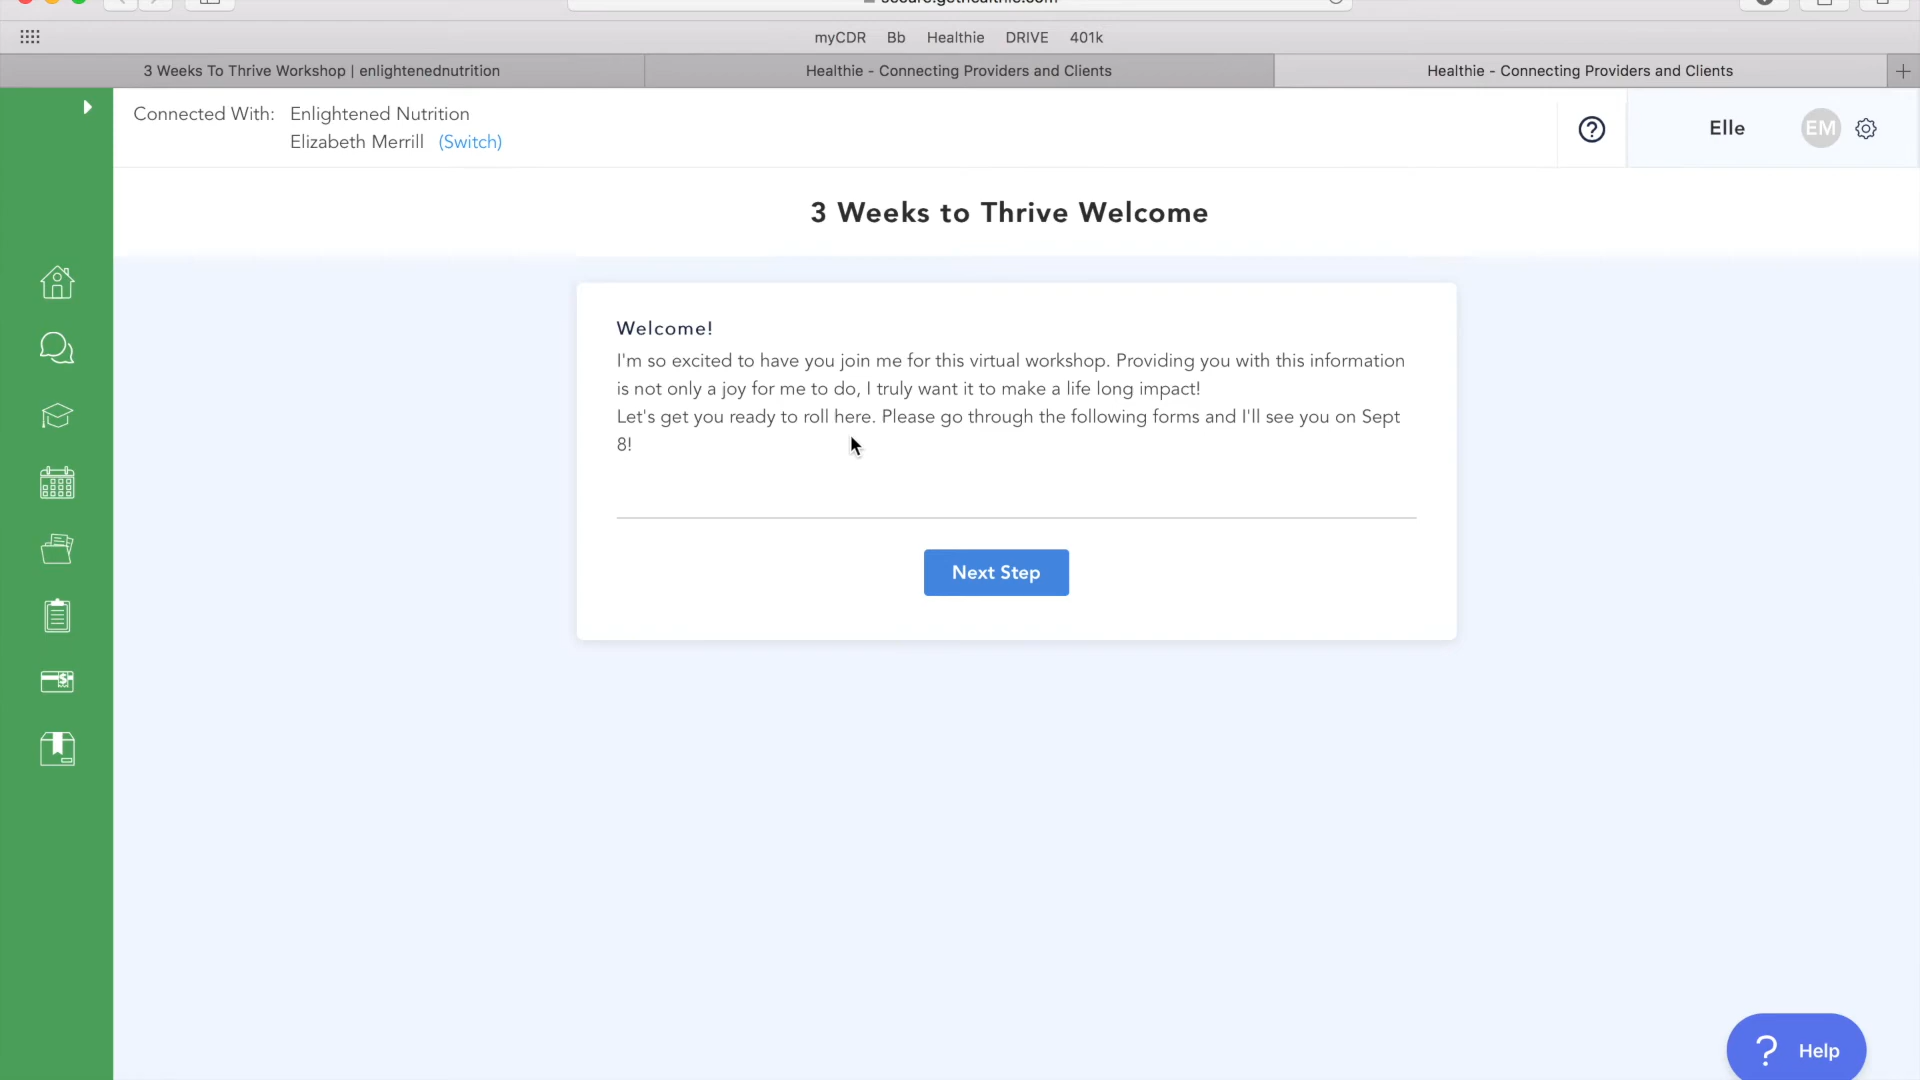 myCDR Bb Healthie DRIVE 401k
3 Weeks To Thrive Workshop | enlightenednutrition
Healthie - Connecting Providers and Clients
Healthie - Connecting Providers and Clients
Connected With: Enlightened Nutrition
Elizabeth Merrill (Switch)
Elle
EM
3 Weeks to Thrive Welcome
Welcome!
I'm so excited to have you join me for this virtual workshop. Providing you with this information
is not only a joy for me to do, I truly want it to make a life long impact!
Let's get you ready to roll here. Please go through the following forms and I'll see you on Sept
8!
Next Step
? Help